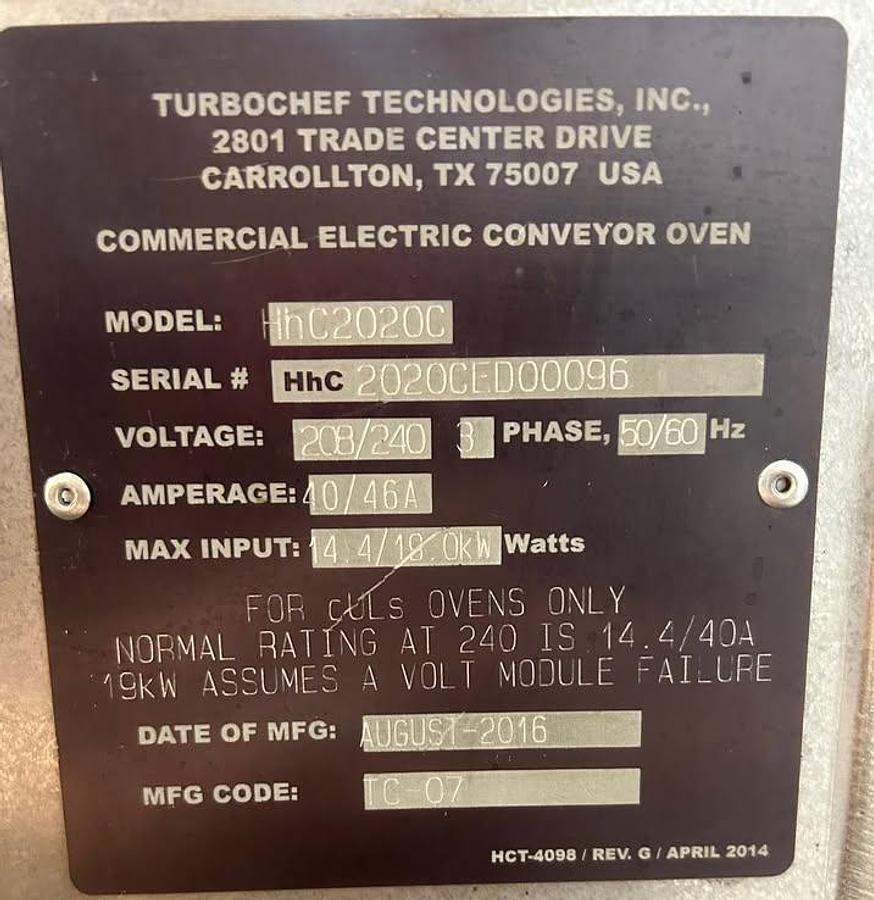 TURBOCHEF TECHNOLOGIES, INC.,
2801 TRADE CENTER DRIVE
CARROLLTON, TX 75007 USA
COMMERCIAL ELECTRIC CONVEYOR OVEN
MODEL: HhC2020C
SERIAL # HhC 2020CED00096
VOLTAGE: 208/240 3 PHASE, 50/60 Hz
AMPERAGE: 40/46A
MAX INPUT: 14.4/19.0kW Watts
FOR cULs OVENS ONLY
NORMAL RATING AT 240 IS 14.4/40A
19kW ASSUMES A VOLT MODULE FAILURE
DATE OF MFG: AUGUST-2016
MFG CODE: TC-07
HCT-4098 / REV. G / APRIL 2014